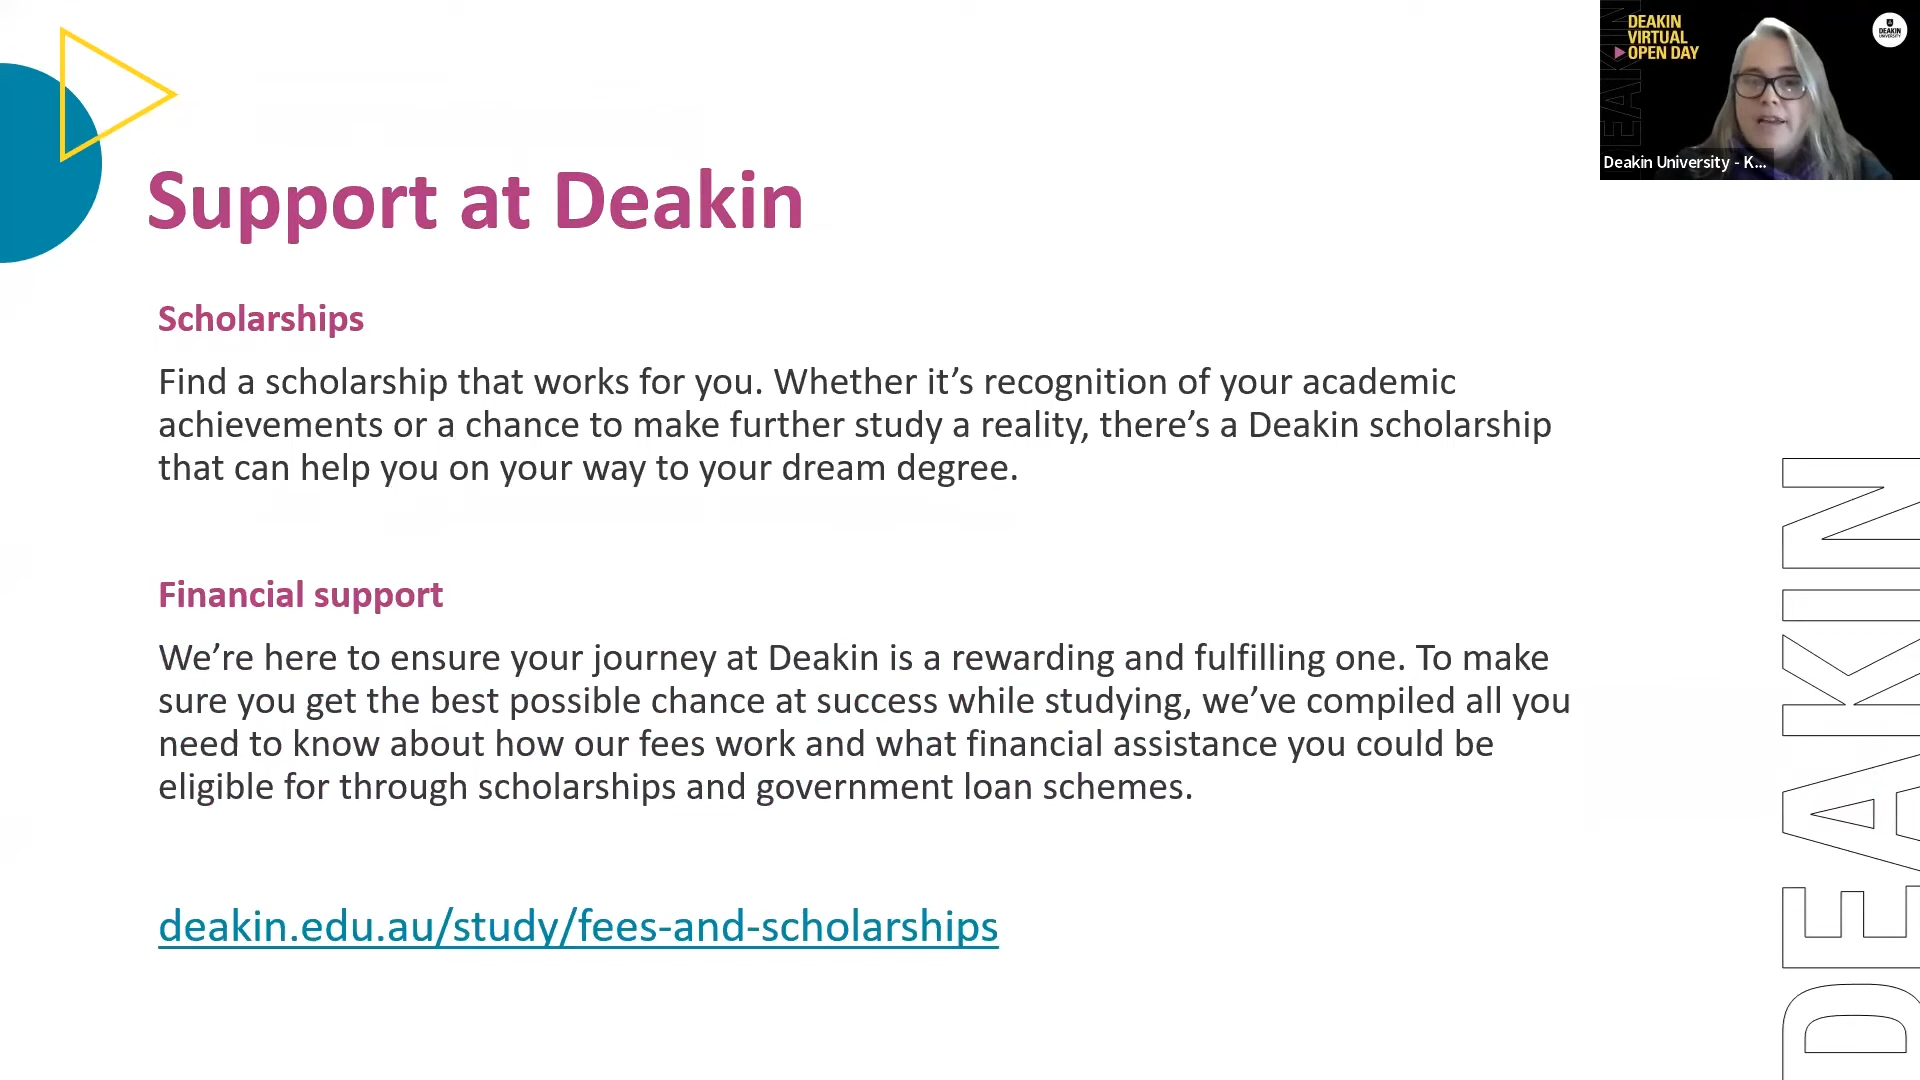 DEAKIN
VIRTUAL
OPEN DAY
DEAKIN
UNIVERSITY
Deakin University - K...
Support at Deakin
Scholarships
Find a scholarship that works for you. Whether it’s recognition of your academic
achievements or a chance to make further study a reality, there’s a Deakin scholarship
that can help you on your way to your dream degree.
Financial support
We’re here to ensure your journey at Deakin is a rewarding and fulfilling one. To make
sure you get the best possible chance at success while studying, we’ve compiled all you
need to know about how our fees work and what financial assistance you could be
eligible for through scholarships and government loan schemes.
deakin.edu.au/study/fees-and-scholarships
DEAKIN